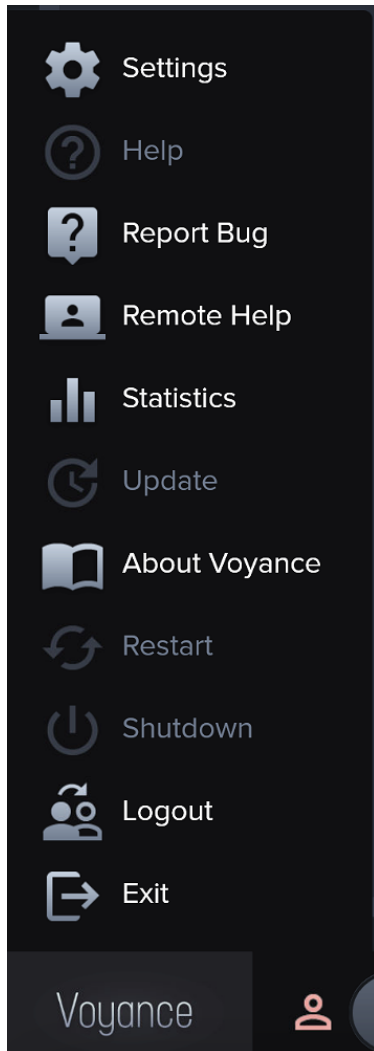 Settings
Help
Report Bug
Remote Help
Statistics
Update
About Voyance
Restart
Shutdown
Logout
Exit
Voyance